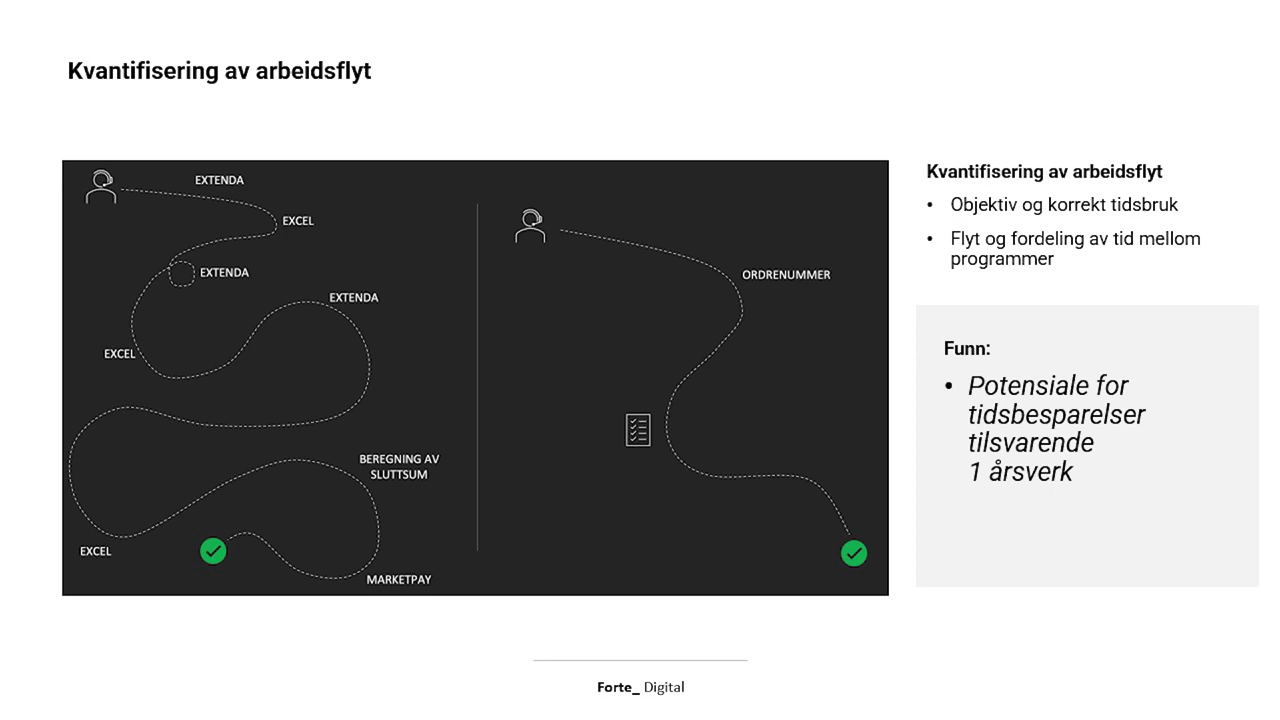 Kvantifisering av arbeidsflyt
EXTENDA
EXCEL
EXTENDA
EXTENDA
EXCEL
BEREGNING AV
SLUTTSUM
EXCEL
MARKETPAY
ORDRENUMMER
Kvantifisering av arbeidsflyt
• Objektiv og korrekt tidsbruk
• Flyt og fordeling av tid mellom
programmer
Funn:
• Potensiale for
tidsbesparelser
tilsvarende
1 årsverk
Forte_ Digital